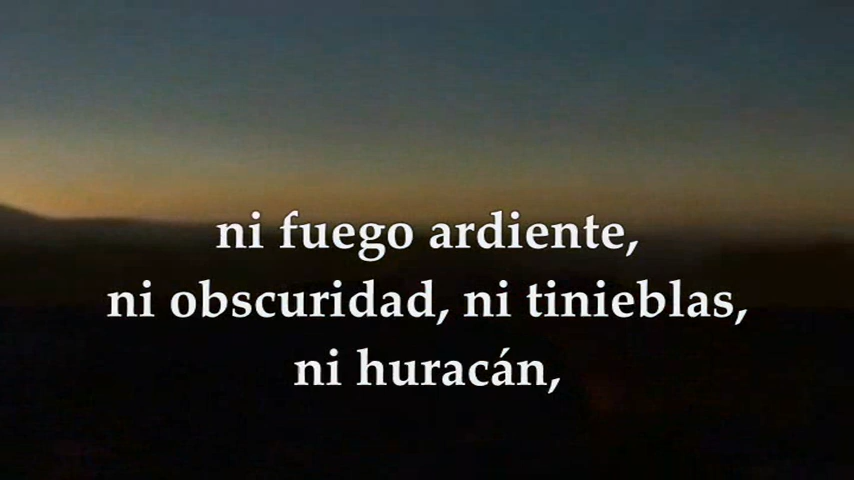 ni fuego ardiente,
ni obscuridad, ni tinieblas,
ni huracán,